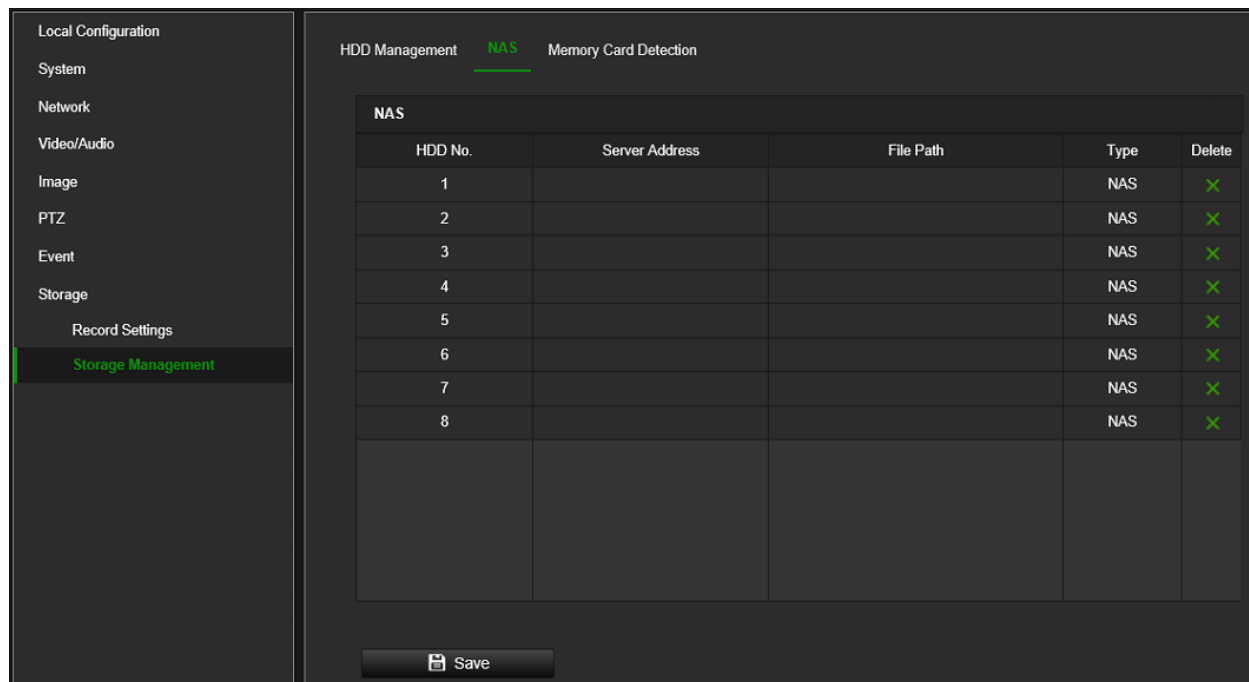 Local Configuration
System
Network
Video/Audio
Image
PTZ
Event
Storage
Record Settings
Storage Management
HDD Management NAS Memory Card Detection
NAS
HDD No. Server Address File Path Type Delete
1 NAS
2 NAS
3 NAS
4 NAS
5 NAS
6 NAS
7 NAS
8 NAS
Save